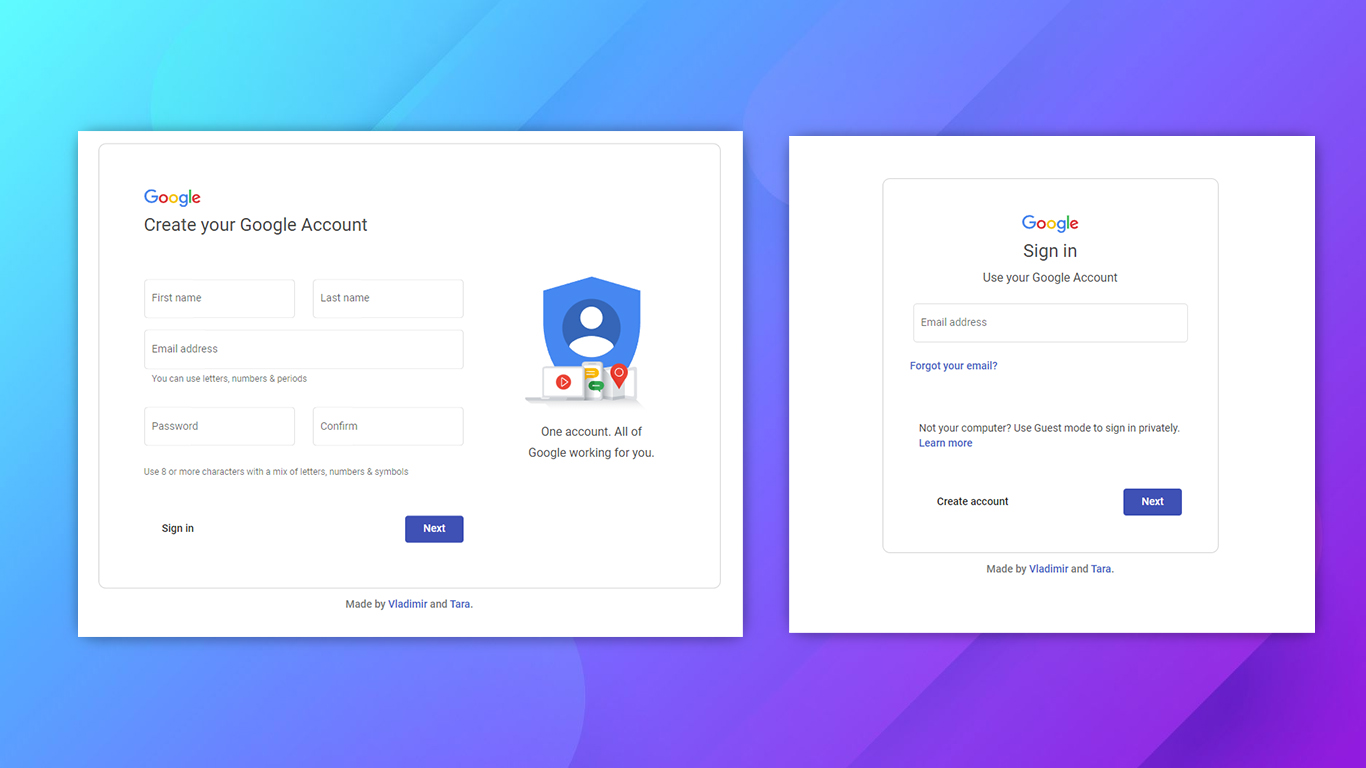 Google
Create your Google Account
First name
Last name
Email address
You can use letters, numbers & periods
Password
Confirm
Use 8 or more characters with a mix of letters, numbers & symbols
Sign in
Next
One account. All of
Google working for you.
Made by Vladimir and Tara.
Google
Sign in
Use your Google Account
Email address
Forgot your email?
Not your computer? Use Guest mode to sign in privately.
Learn more
Create account
Next
Made by Vladimir and Tara.